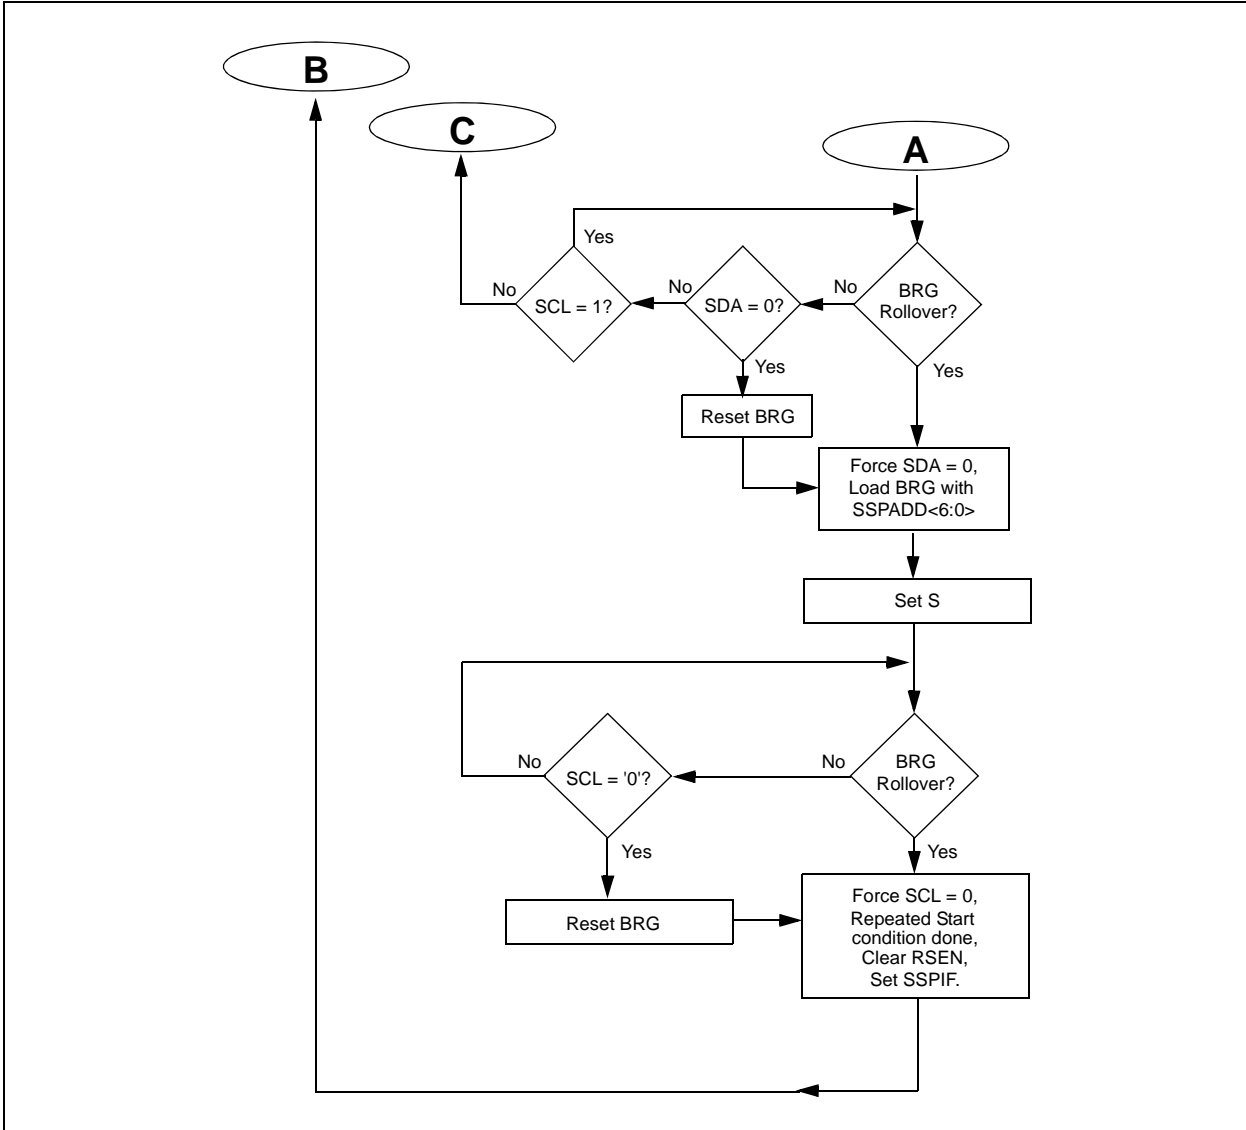 B
C
A
Yes
No
SCL = 1?
No
SDA = 0?
No
BRG
Rollover?
Yes
Yes
Reset BRG
Force SDA = 0,
Load BRG with
SSPADD<6:0>
Set S
No
SCL = '0'?
No
BRG
Rollover?
Yes
Yes
Reset BRG
Force SCL = 0,
Repeated Start
condition done,
Clear RSEN,
Set SSPIF.